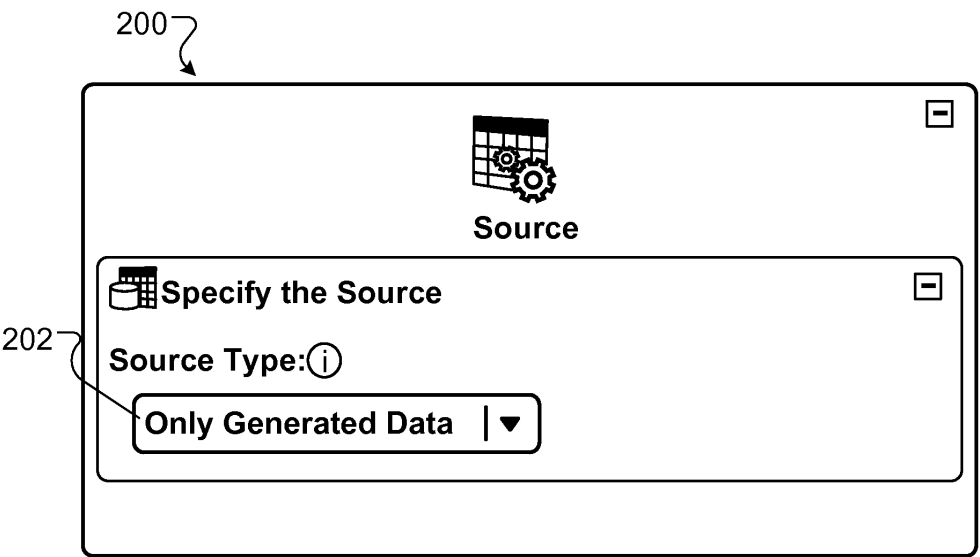 200
Source
Specify the Source
202
Source Type: i
Only Generated Data